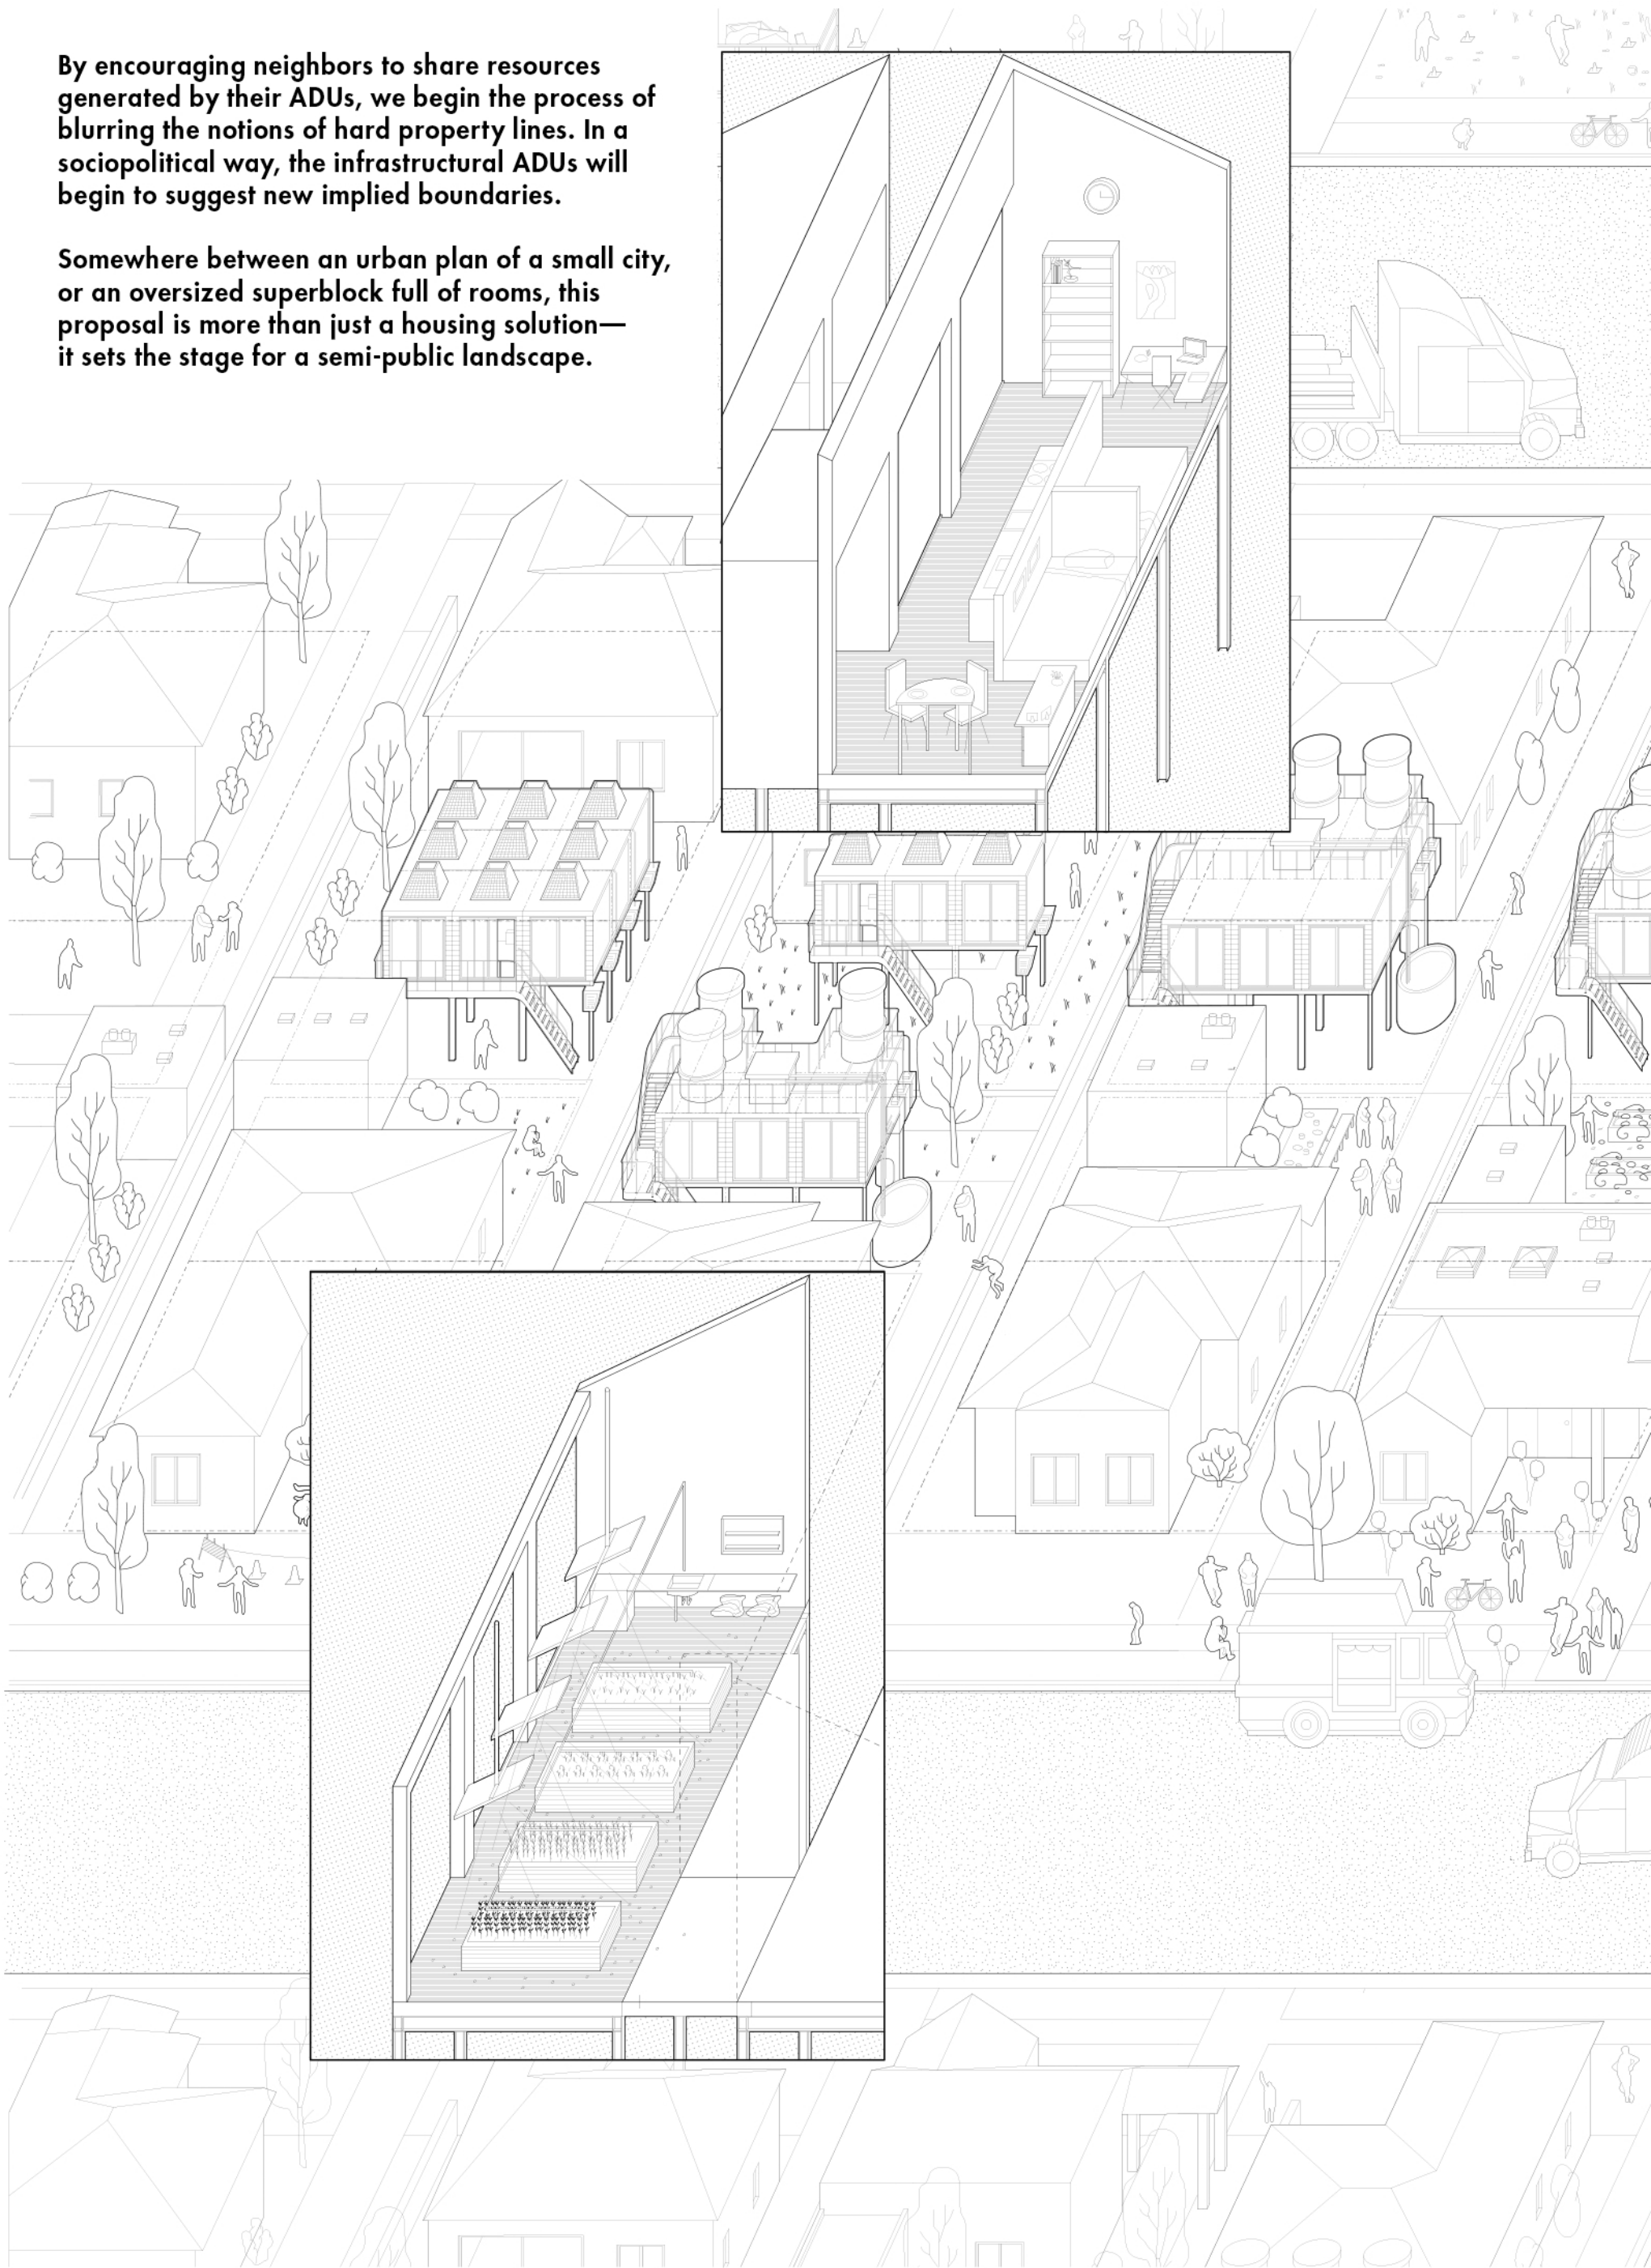 By encouraging neighbors to share resources
generated by their ADUs, we begin the process of
blurring the notions of hard property lines. In a
sociopolitical way, the infrastructural ADUs will
begin to suggest new implied boundaries.
Somewhere between an urban plan of a small city,
or an oversized superblock full of rooms, this
proposal is more than just a housing solution—
it sets the stage for a semi-public landscape.